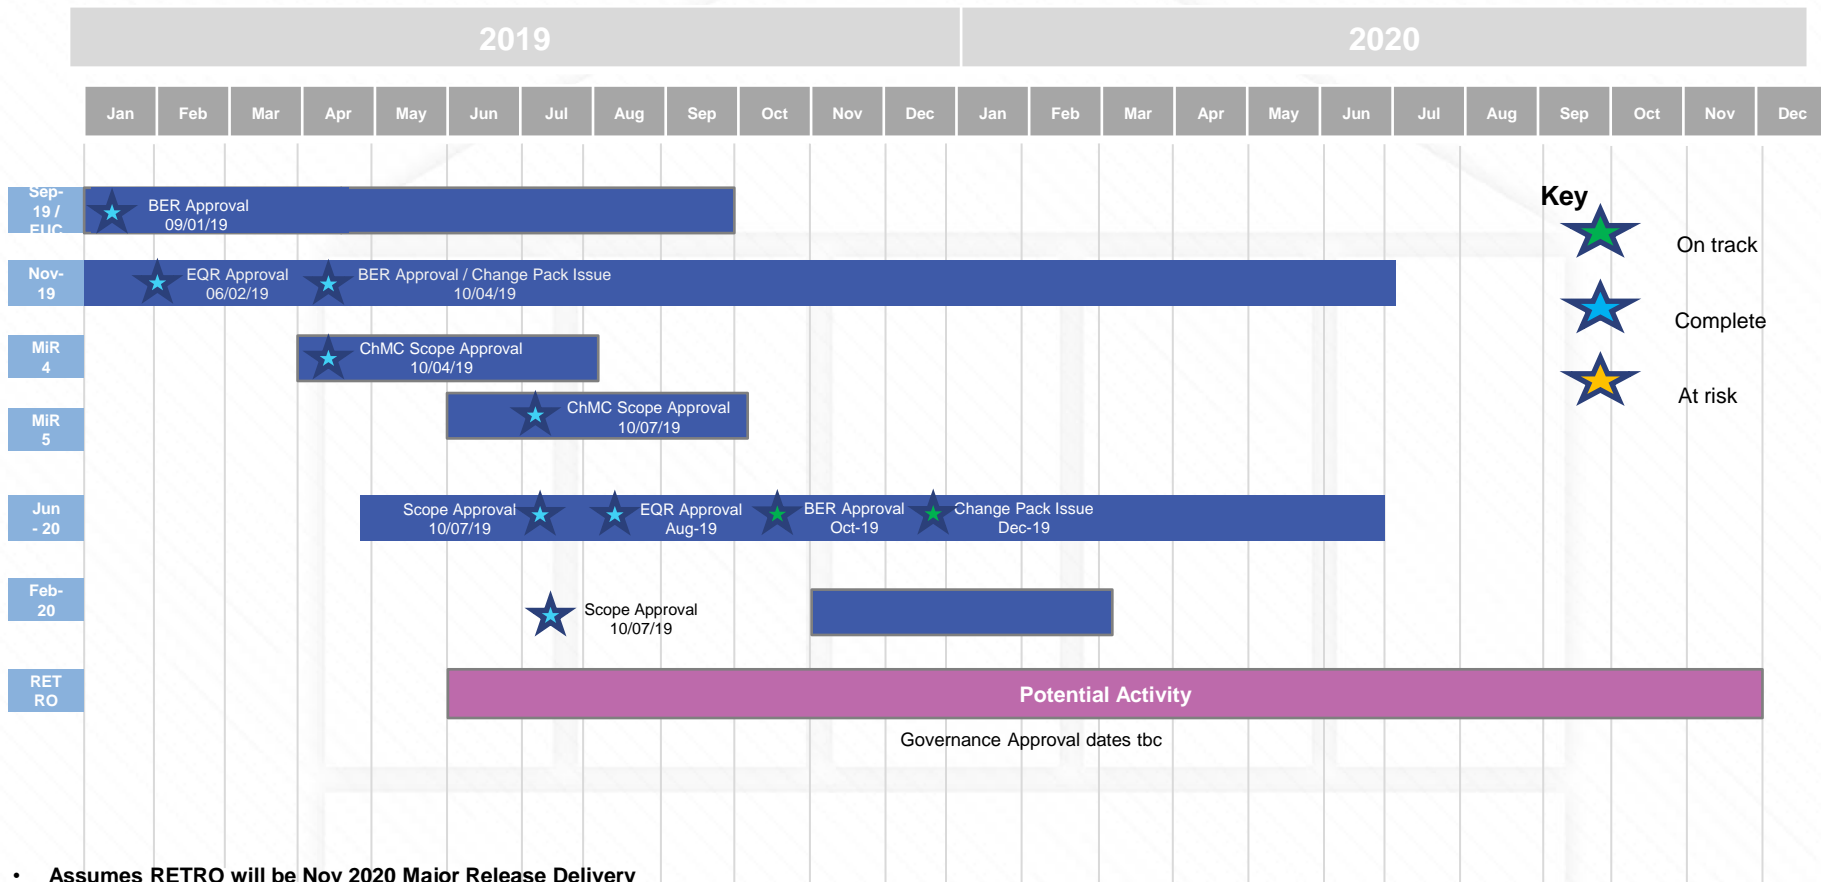 2019 2020
Jan Feb Mar Apr May Jun Jul Aug Sep Oct Nov Dec Jan Feb Mar Apr May Jun Jul Aug Sep Oct Nov Dec
Sep-
19 /
EUC
BER Approval
09/01/19
Key
On track
Complete
At risk
Nov-
19
EQR Approval
06/02/19
BER Approval / Change Pack Issue
10/04/19
MiR
4
ChMC Scope Approval
10/04/19
MiR
5
ChMC Scope Approval
10/07/19
Jun
- 20
Scope Approval
10/07/19
EQR Approval
Aug-19
BER Approval
Oct-19
Change Pack Issue
Dec-19
Feb-
20
Scope Approval
10/07/19
RET
RO
Potential Activity
Governance Approval dates tbc
• Assumes RETRO will be Nov 2020 Major Release Delivery